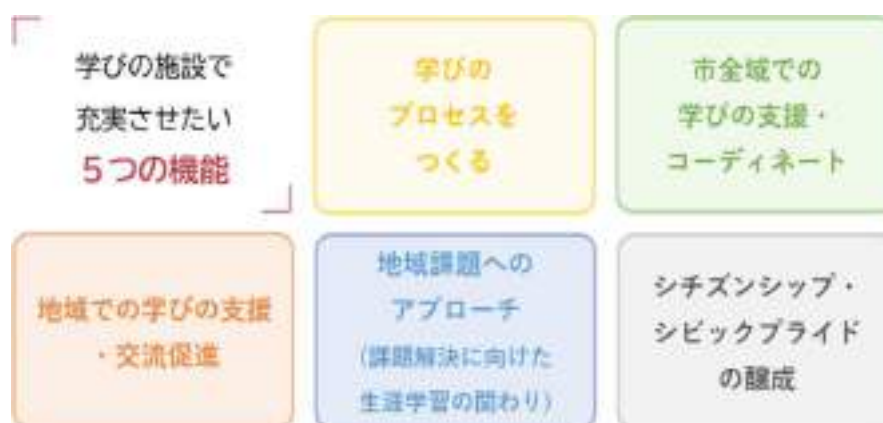 学びの施設で
充実させたい
５つの機能
学びの
プロセスを
つくる
市全域での
学びの支援・
コーディネート
地域での学びの支援
・交流促進
地域課題への
アプローチ
(課題解決に向けた
生涯学習の関わり)
シチズンシップ・
シビックプライド
の醸成